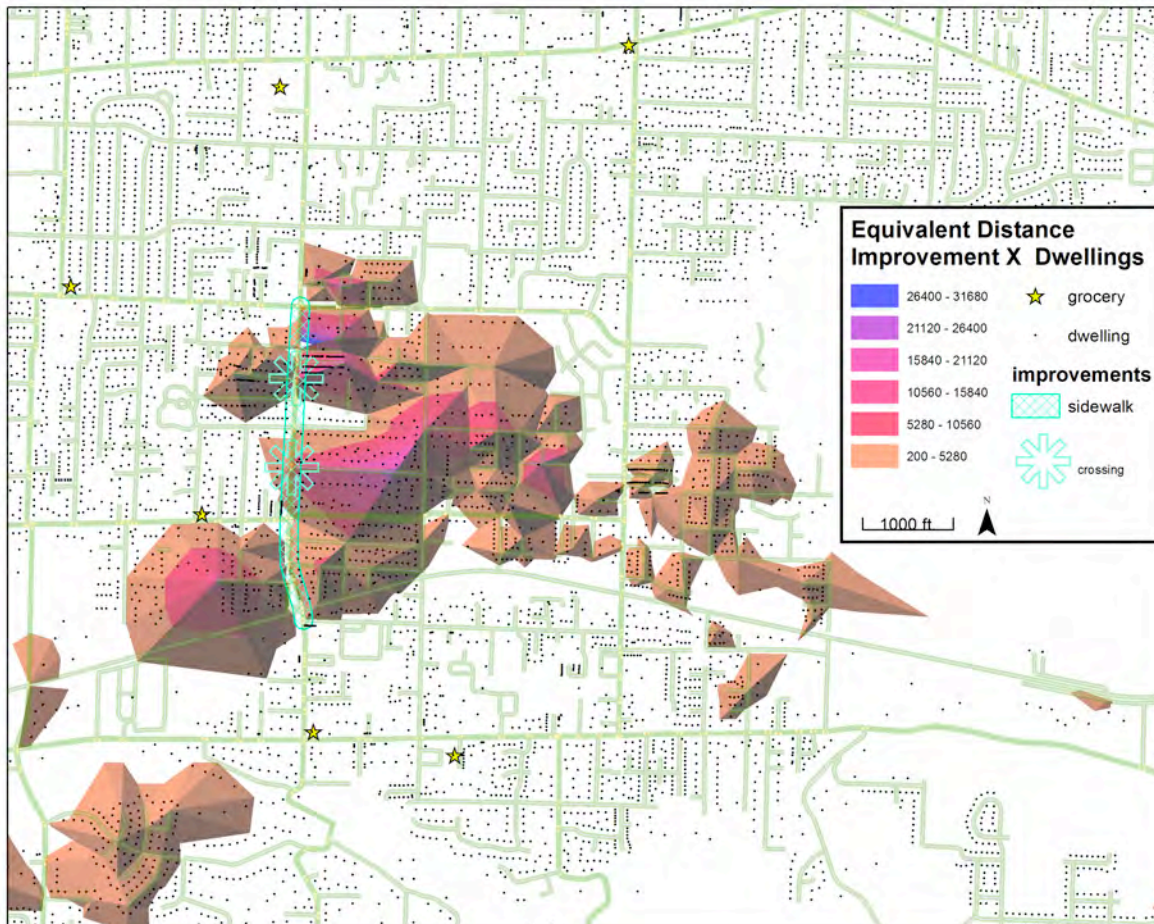 Equivalent Distance
Improvement X Dwellings
26400 - 31680
21120 - 26400
15840 - 21120
10560 - 15840
5280 - 10560
200 - 5280
grocery
dwelling
improvements
sidewalk
crossing
1000 ft
N